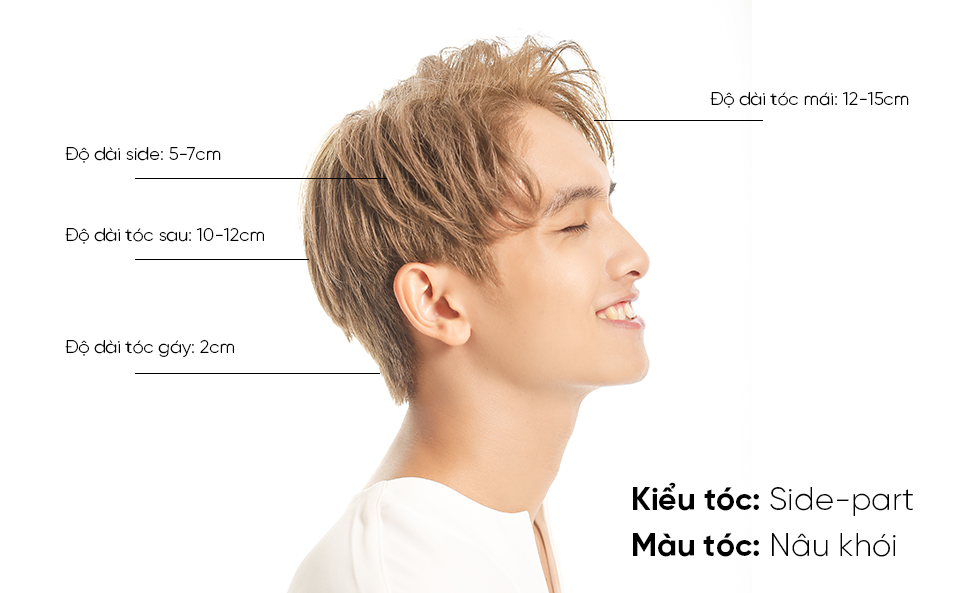 Độ dài tóc mái: 12-15cm
Độ dài side: 5-7cm
Độ dài tóc sau: 10-12cm
Độ dài tóc gáy: 2cm
Kiểu tóc: Side-part
Màu tóc: Nâu khói